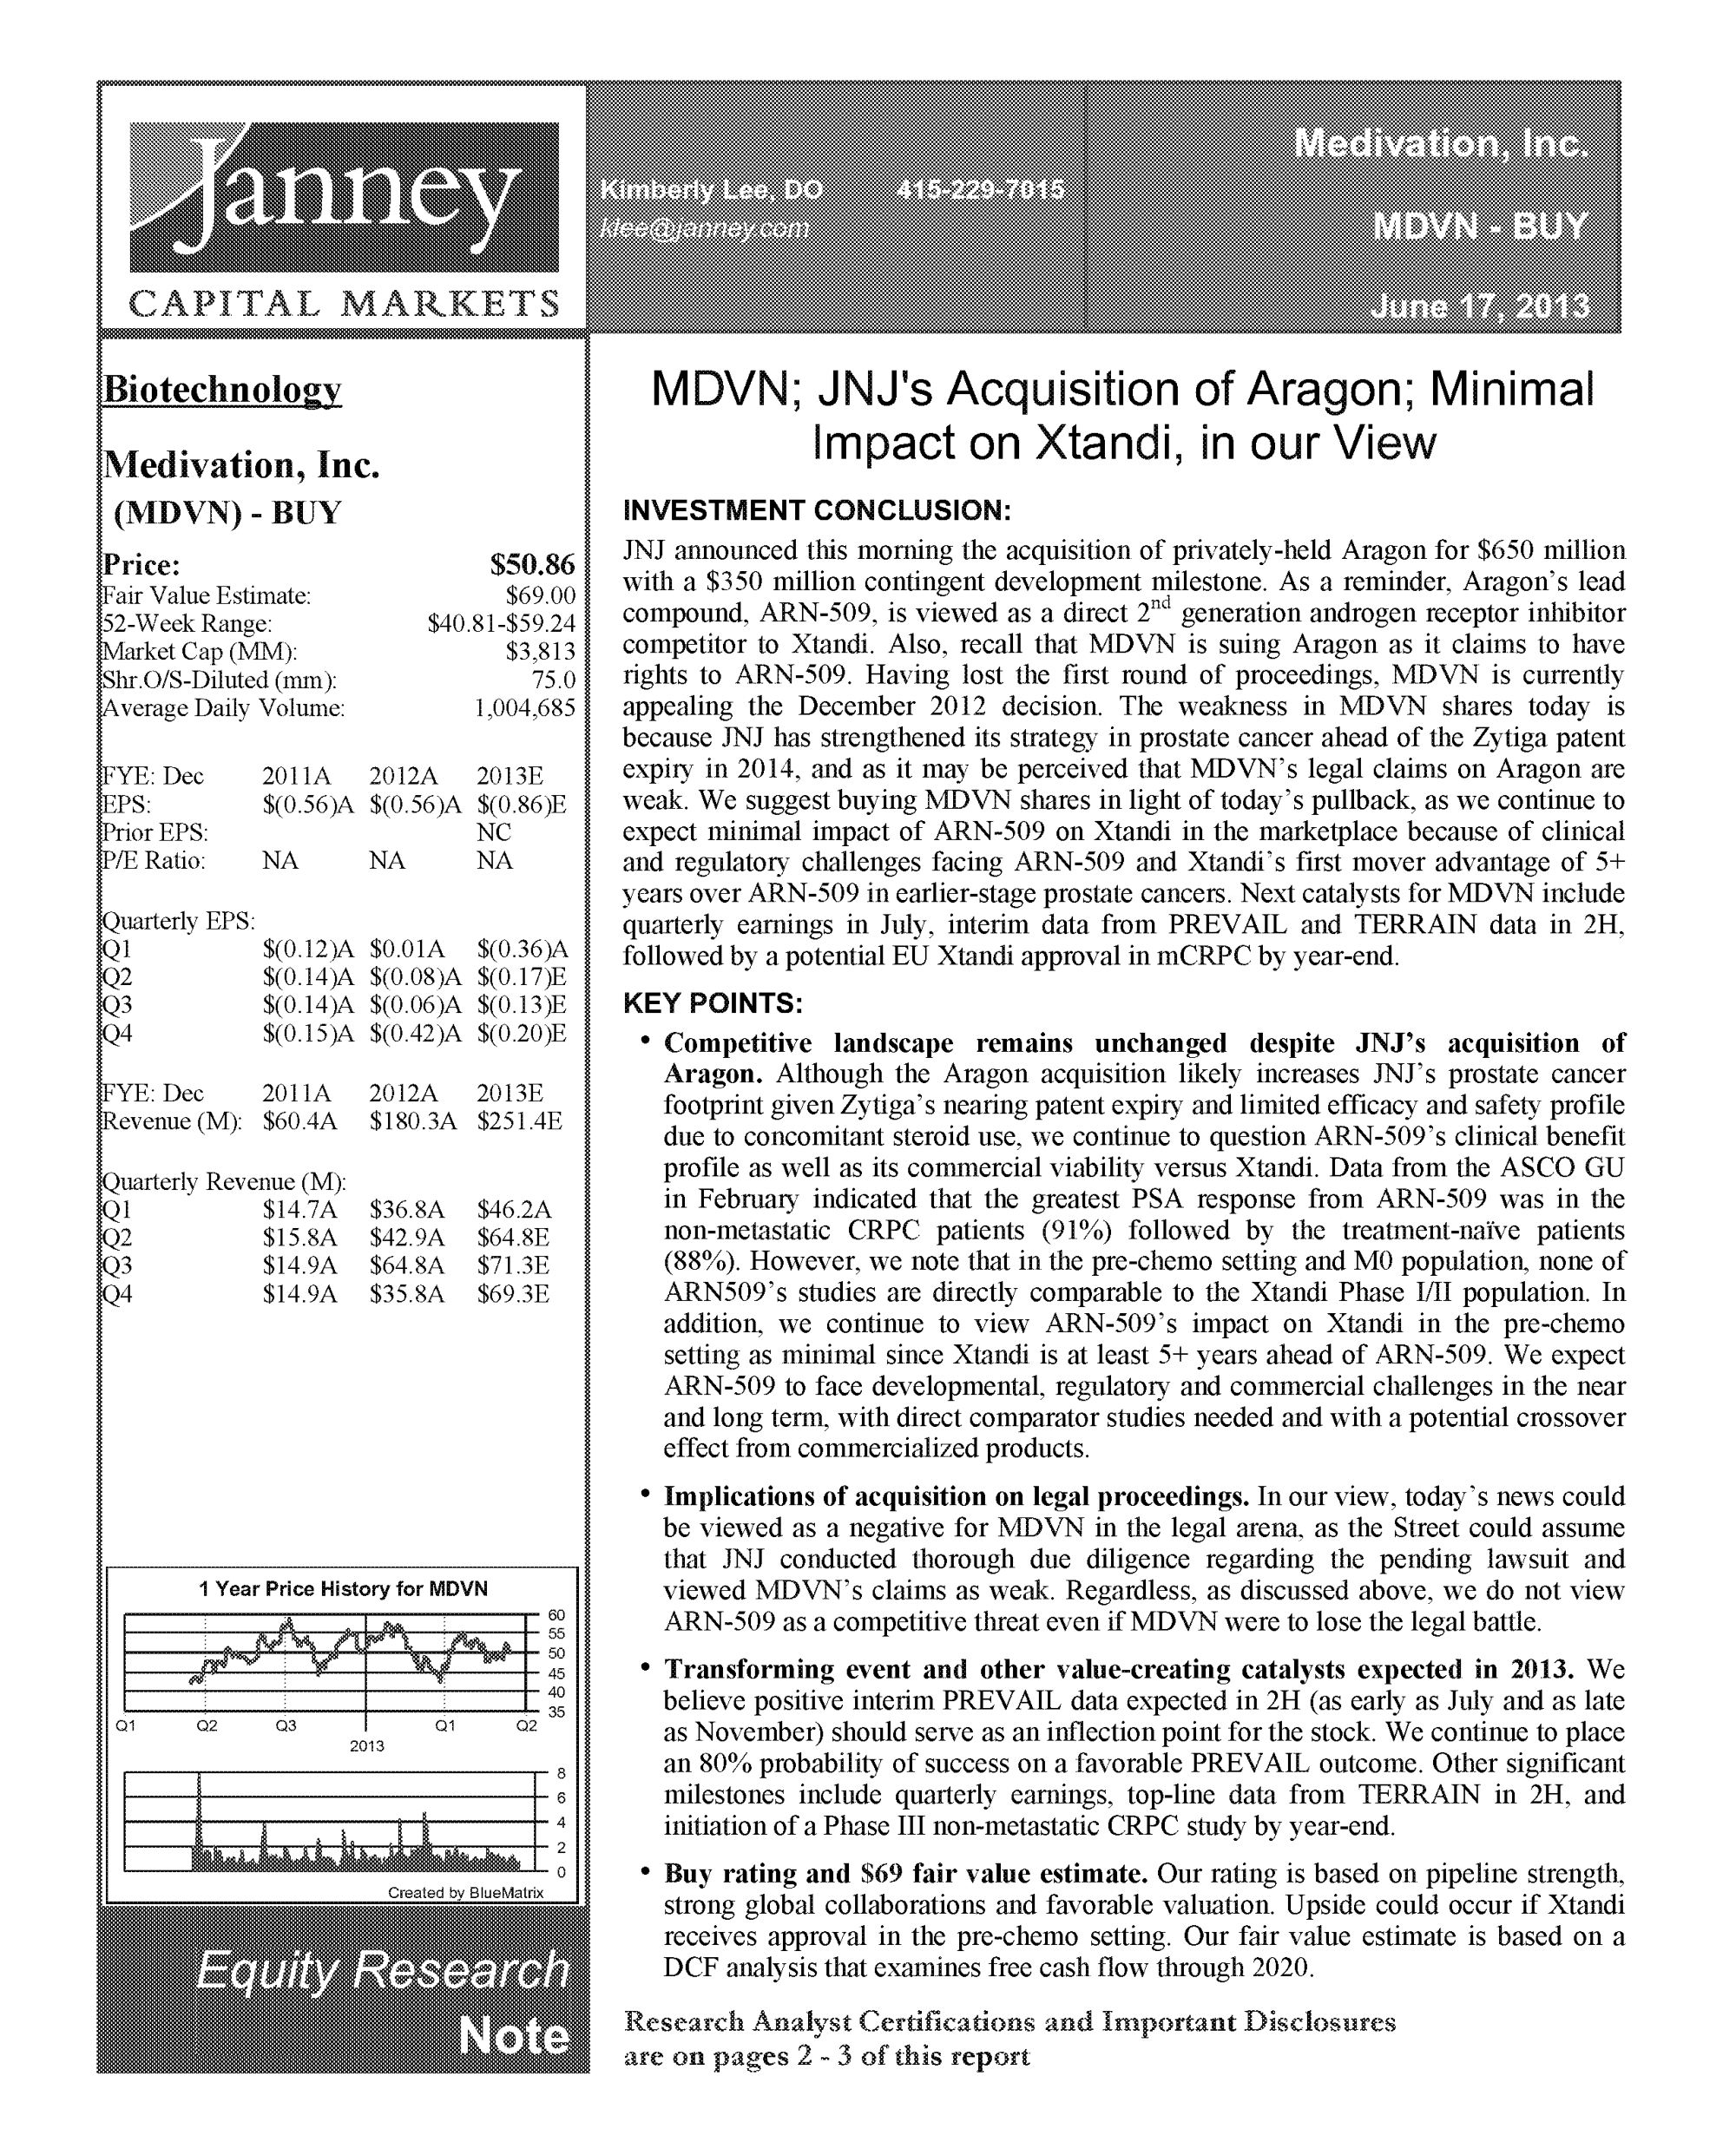 Janney
CAPITAL MARKETS
Kimberly Lee, DO 415-229-7015
klee@janney.com
Medivation, Inc.
MDVN - BUY
June 17, 2013
Biotechnology
Medivation, Inc.
(MDVN) - BUY
Price: $50.86
Fair Value Estimate: $69.00
52-Week Range: $40.81-$59.24
Market Cap (MM): $3,813
Shr.O/S-Diluted (mm): 75.0
Average Daily Volume: 1,004,685
FYE: Dec 2011A 2012A 2013E
EPS: $(0.56)A $(0.56)A $(0.86)E
Prior EPS: NC
P/E Ratio: NA NA NA
Quarterly EPS:
Q1 $(0.12)A $0.01A $(0.36)A
Q2 $(0.14)A $(0.08)A $(0.17)E
Q3 $(0.14)A $(0.06)A $(0.13)E
Q4 $(0.15)A $(0.42)A $(0.20)E
FYE: Dec 2011A 2012A 2013E
Revenue (M): $60.4A $180.3A $251.4E
Quarterly Revenue (M):
Q1 $14.7A $36.8A $46.2A
Q2 $15.8A $42.9A $64.8E
Q3 $14.9A $64.8A $71.3E
Q4 $14.9A $35.8A $69.3E
1 Year Price History for MDVN
60
55
50
45
40
35
Q1 Q2 Q3 Q1 Q2
2013
8
6
4
2
0
Created by BlueMatrix
Equity Research
Note
MDVN; JNJ's Acquisition of Aragon; Minimal
Impact on Xtandi, in our View
INVESTMENT CONCLUSION:
JNJ announced this morning the acquisition of privately-held Aragon for $650 million
with a $350 million contingent development milestone. As a reminder, Aragon's lead
compound, ARN-509, is viewed as a direct 2nd generation androgen receptor inhibitor
competitor to Xtandi. Also, recall that MDVN is suing Aragon as it claims to have
rights to ARN-509. Having lost the first round of proceedings, MDVN is currently
appealing the December 2012 decision. The weakness in MDVN shares today is
because JNJ has strengthened its strategy in prostate cancer ahead of the Zytiga patent
expiry in 2014, and as it may be perceived that MDVN's legal claims on Aragon are
weak. We suggest buying MDVN shares in light of today's pullback, as we continue to
expect minimal impact of ARN-509 on Xtandi in the marketplace because of clinical
and regulatory challenges facing ARN-509 and Xtandi's first mover advantage of 5+
years over ARN-509 in earlier-stage prostate cancers. Next catalysts for MDVN include
quarterly earnings in July, interim data from PREVAIL and TERRAIN data in 2H,
followed by a potential EU Xtandi approval in mCRPC by year-end.
KEY POINTS:
• Competitive landscape remains unchanged despite JNJ's acquisition of
Aragon. Although the Aragon acquisition likely increases JNJ's prostate cancer
footprint given Zytiga's nearing patent expiry and limited efficacy and safety profile
due to concomitant steroid use, we continue to question ARN-509's clinical benefit
profile as well as its commercial viability versus Xtandi. Data from the ASCO GU
in February indicated that the greatest PSA response from ARN-509 was in the
non-metastatic CRPC patients (91%) followed by the treatment-naïve patients
(88%). However, we note that in the pre-chemo setting and M0 population, none of
ARN509's studies are directly comparable to the Xtandi Phase I/II population. In
addition, we continue to view ARN-509's impact on Xtandi in the pre-chemo
setting as minimal since Xtandi is at least 5+ years ahead of ARN-509. We expect
ARN-509 to face developmental, regulatory and commercial challenges in the near
and long term, with direct comparator studies needed and with a potential crossover
effect from commercialized products.
• Implications of acquisition on legal proceedings. In our view, today's news could
be viewed as a negative for MDVN in the legal arena, as the Street could assume
that JNJ conducted thorough due diligence regarding the pending lawsuit and
viewed MDVN's claims as weak. Regardless, as discussed above, we do not view
ARN-509 as a competitive threat even if MDVN were to lose the legal battle.
• Transforming event and other value-creating catalysts expected in 2013. We
believe positive interim PREVAIL data expected in 2H (as early as July and as late
as November) should serve as an inflection point for the stock. We continue to place
an 80% probability of success on a favorable PREVAIL outcome. Other significant
milestones include quarterly earnings, top-line data from TERRAIN in 2H, and
initiation of a Phase III non-metastatic CRPC study by year-end.
• Buy rating and $69 fair value estimate. Our rating is based on pipeline strength,
strong global collaborations and favorable valuation. Upside could occur if Xtandi
receives approval in the pre-chemo setting. Our fair value estimate is based on a
DCF analysis that examines free cash flow through 2020.
Research Analyst Certifications and Important Disclosures
are on pages 2 - 3 of this report